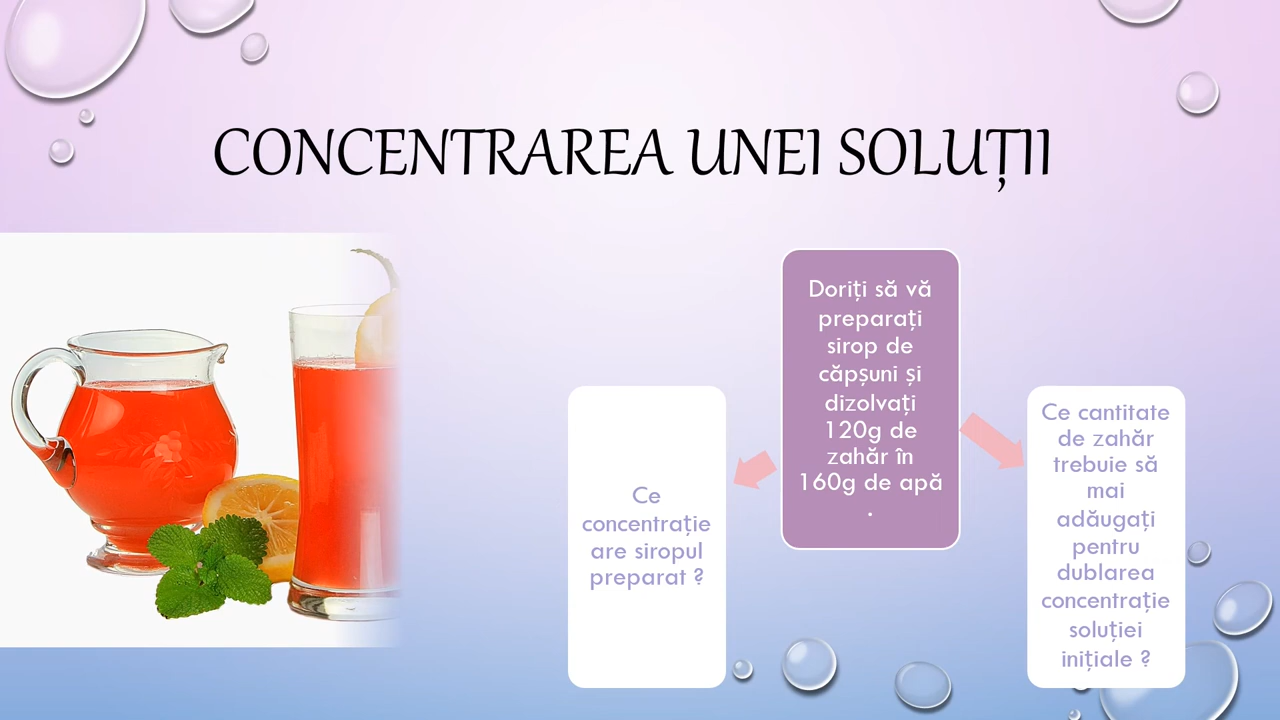 CONCENTRAREA UNEI SOLUȚII
Doriți să vă
preparați
sirop de
căpșuni și
dizolvați
120g de
zahăr în
160g de apă
.
Ce
concentrație
are siropul
preparat ?
Ce cantitate
de zahăr
trebuie să
mai
adăugați
pentru
dublarea
concentrație
soluției
inițiale ?